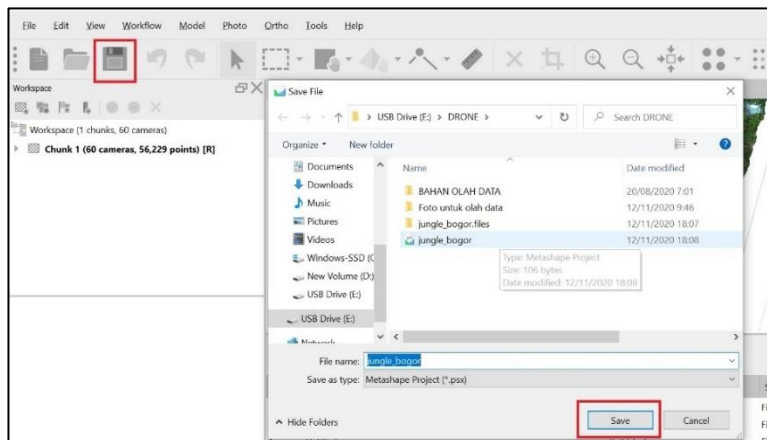 File Edit View Workflow Model Photo Ortho Tools Help
Workspace
Workspace (1 chunks, 60 cameras)
Chunk 1 (60 cameras, 56,229 points) [R]
Save File
USB Drive (E:) > DRONE >
Search DRONE
Organize New folder
Documents
Downloads
Music
Pictures
Videos
Windows-SSD (C
New Volume (D:)
USB Drive (E:)
USB Drive (E:)
Network
Name Date modified
BAHAN OLAH DATA 20/08/2020 7:01
Foto untuk olah data 12/11/2020 9:46
jungle_bogor.files 12/11/2020 18:07
jungle_bogor 12/11/2020 18:08
Type: Metashape Project
Size: 106 bytes
Date modified: 12/11/2020 18:08
File name: jungle_bogor
Save as type: Metashape Project (*.psx)
Hide Folders
Save Cancel